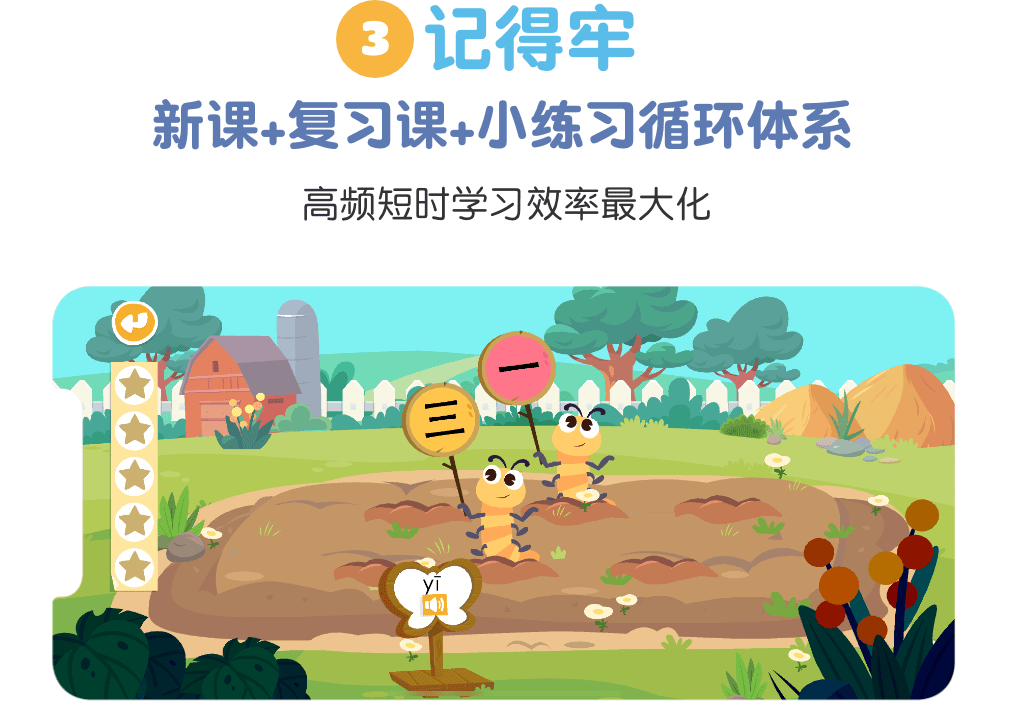 3 记得牢
新课+复习课+小练习循环体系
高频短时学习效率最大化
一
三
yī